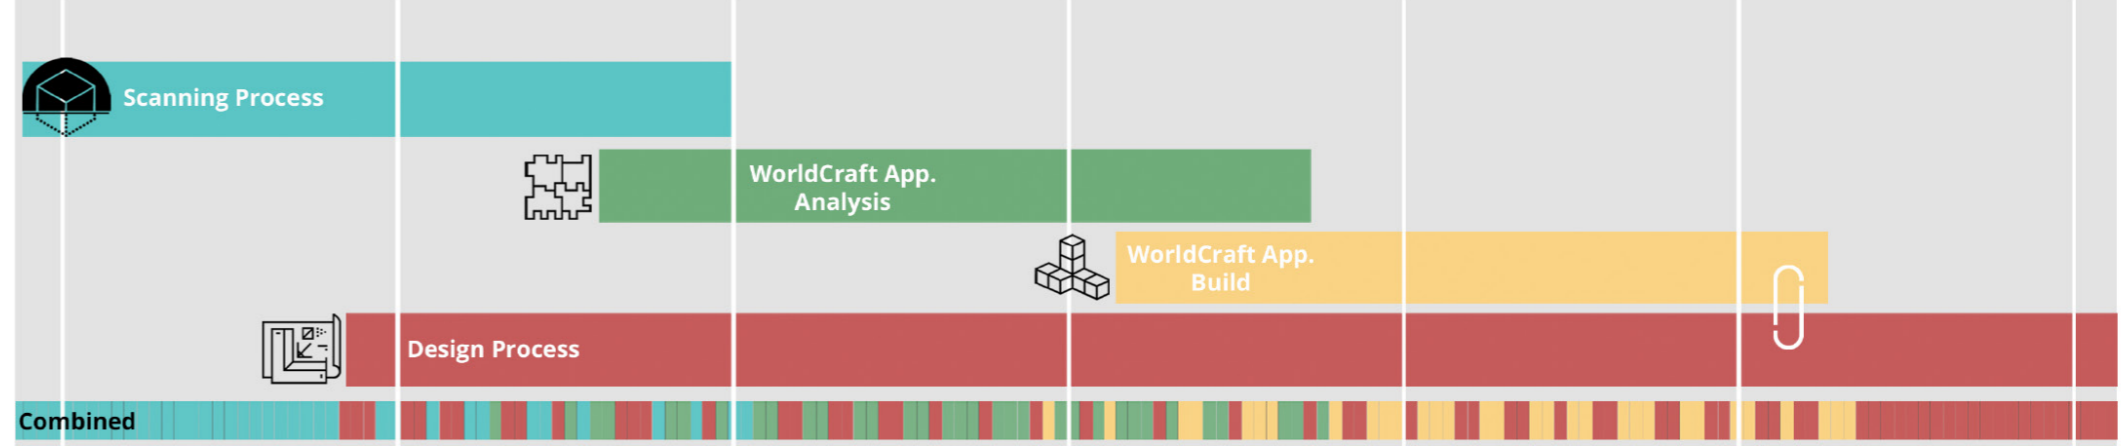 Scanning Process
WorldCraft App.
Analysis
WorldCraft App.
Build
Design Process
Combined